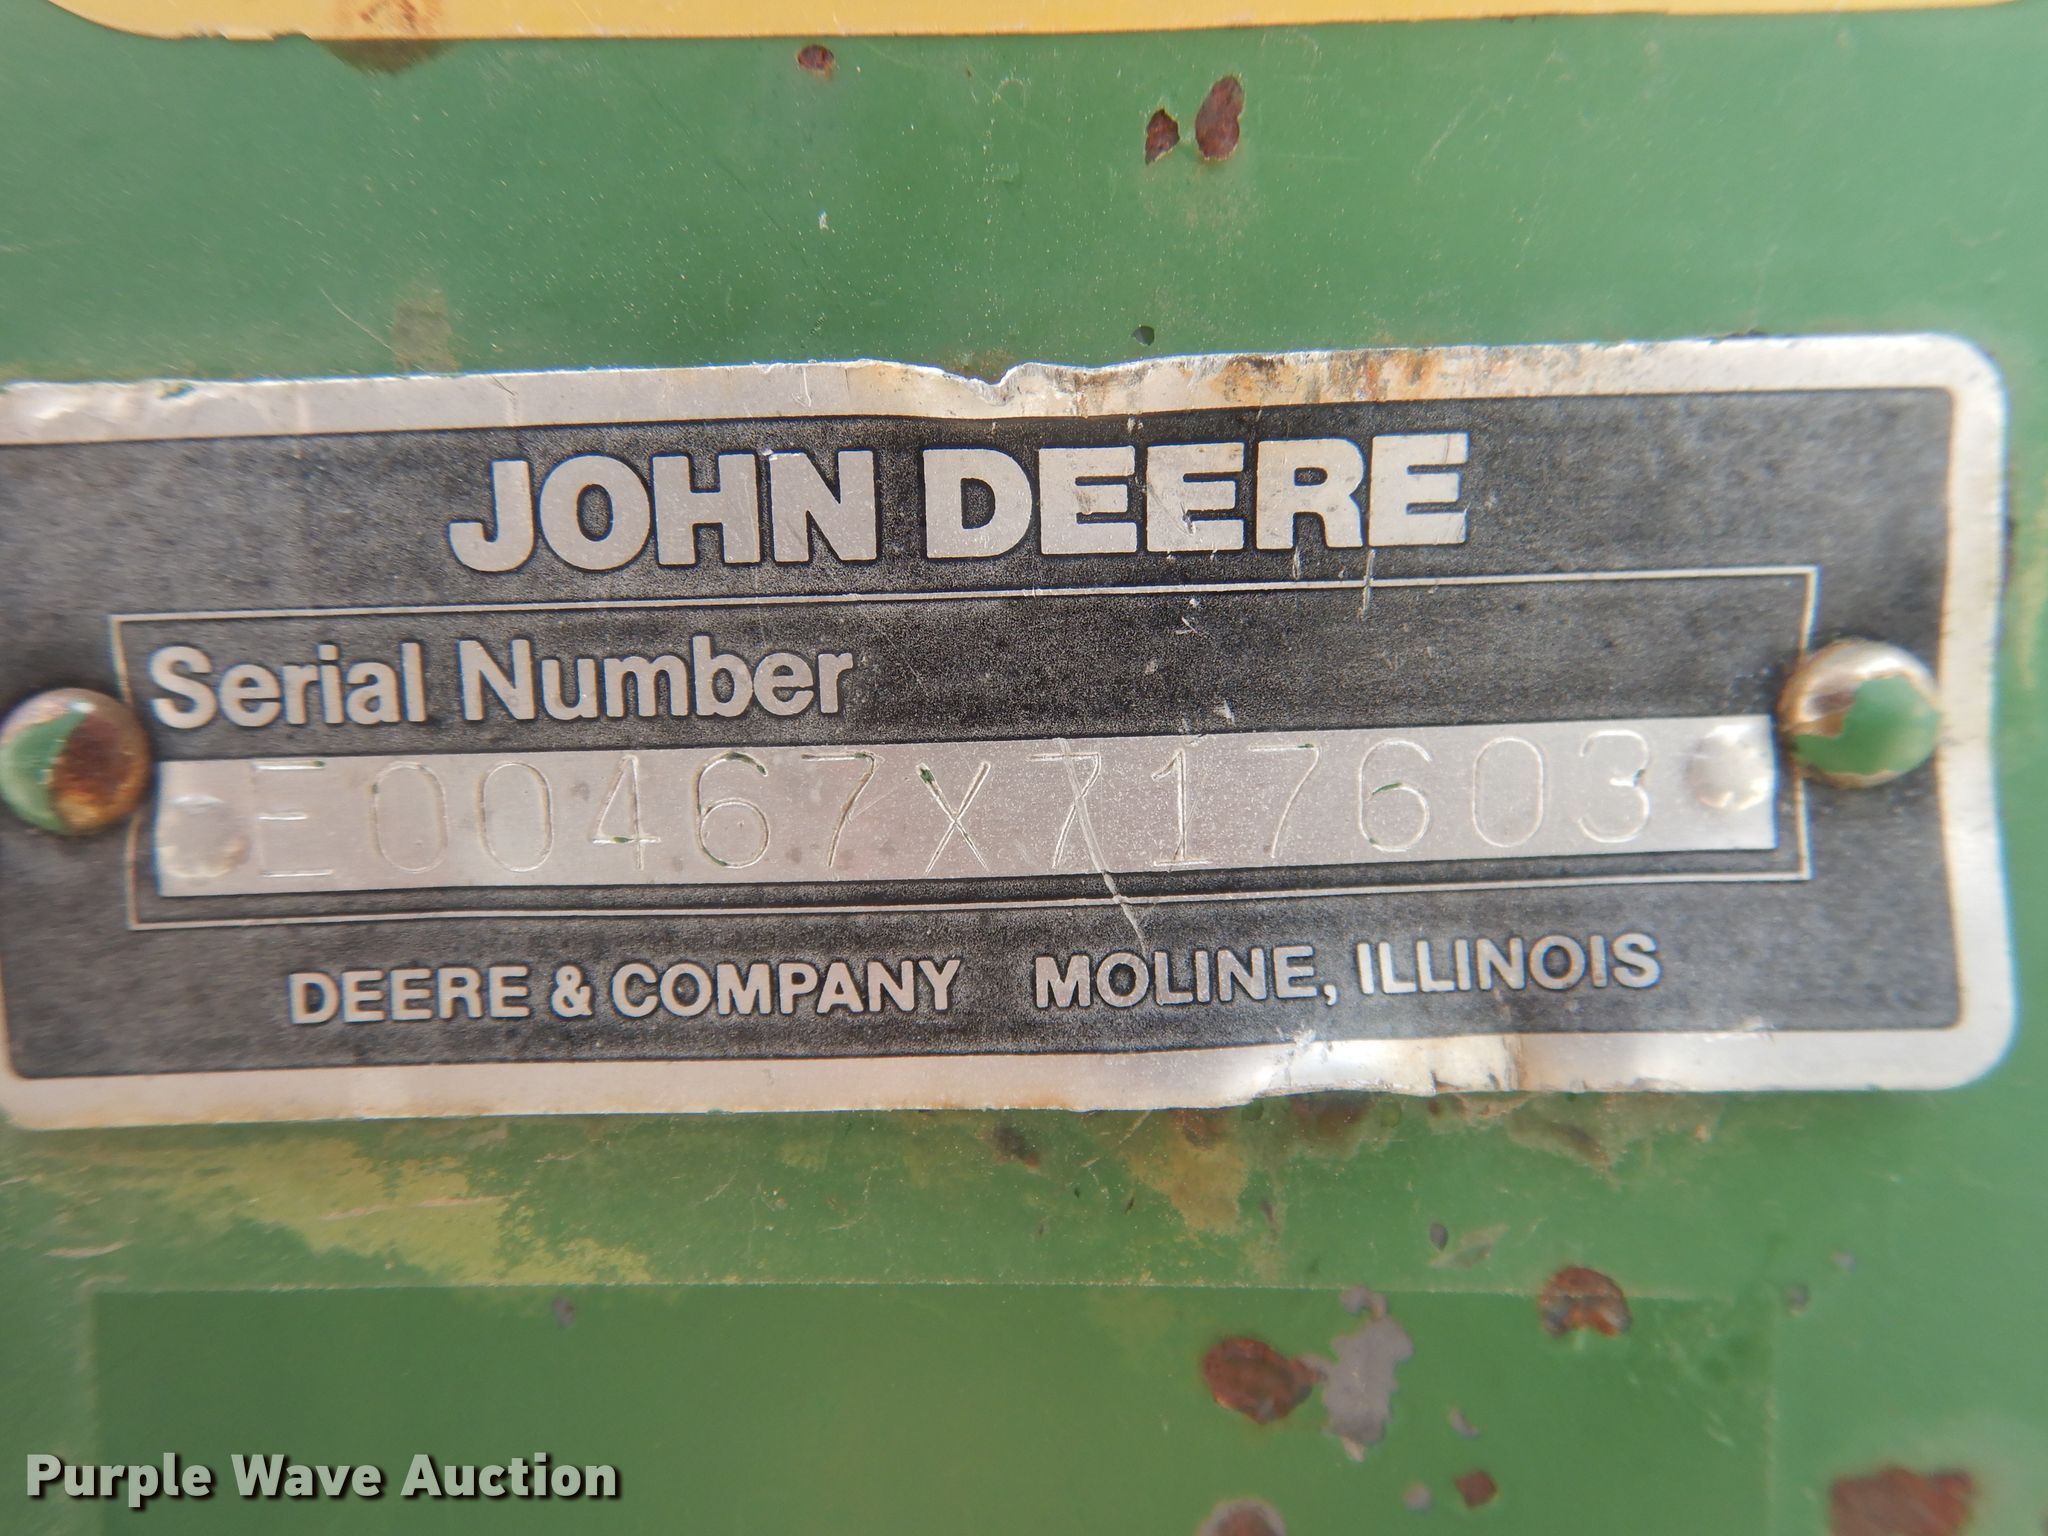 JOHN DEERE
Serial Number
E00467X717603
DEERE & COMPANY MOLINE, ILLINOIS
Purple Wave Auction